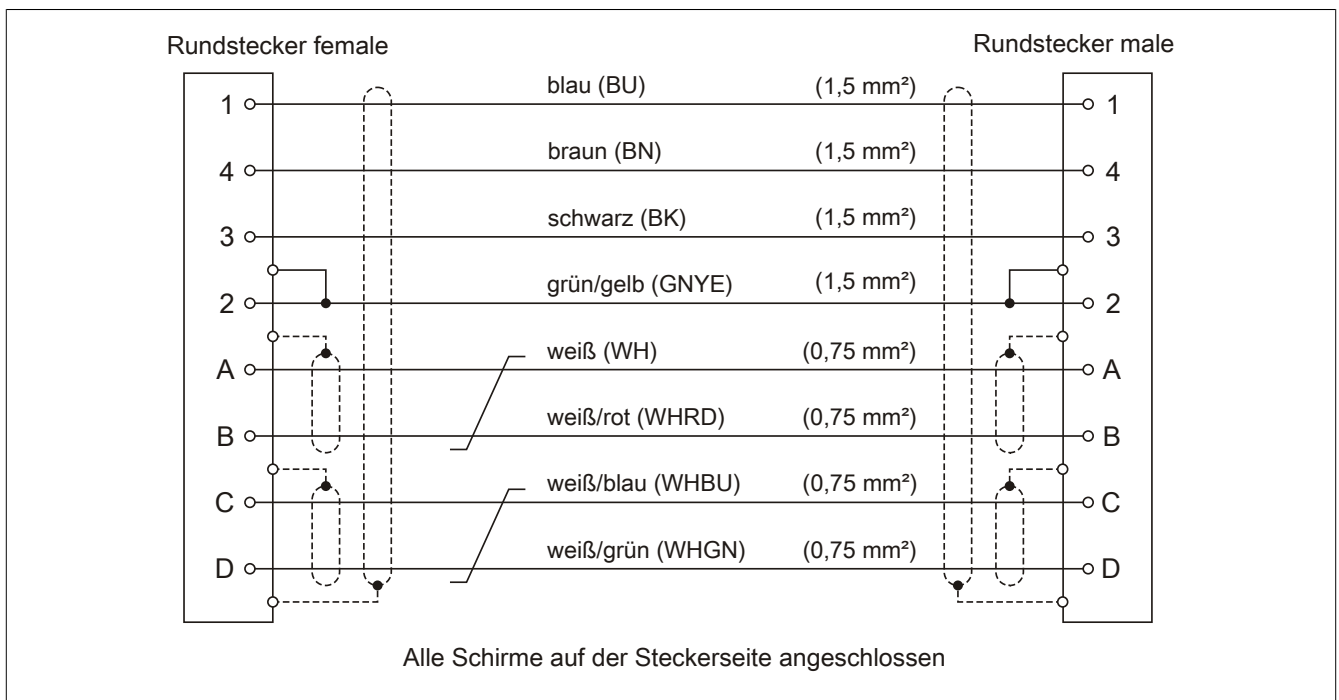 Rundstecker female Rundstecker male
1 blau (BU) (1,5 mm²) 1
4 braun (BN) (1,5 mm²) 4
3 schwarz (BK) (1,5 mm²) 3
2 grün/gelb (GNYE) (1,5 mm²) 2
A weiß (WH) (0,75 mm²) A
B weiß/rot (WHRD) (0,75 mm²) B
C weiß/blau (WHBU) (0,75 mm²) C
D weiß/grün (WHGN) (0,75 mm²) D
Alle Schirme auf der Steckerseite angeschlossen